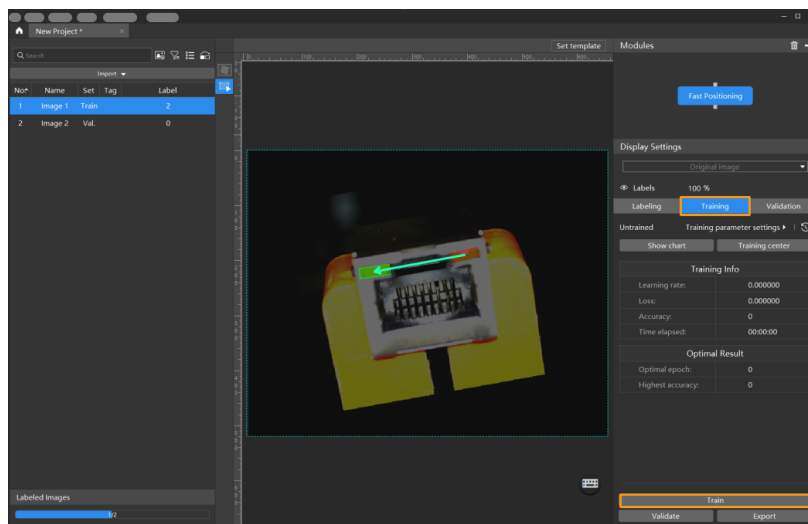 New Project *
×
Search
Set template
Modules
Import
No
Name
Set
Tag
Label
1
Image 1
Train
2
2
Image 2
Val.
0
Fast Positioning
Display Settings
Original image
Labels
100 %
Labeling
Training
Validation
Untrained
Training parameter settings
Show chart
Training center
Training Info
Learning rate:
0.000000
Loss:
0.000000
Accuracy:
0
Time elapsed:
00:00:00
Optimal Result
Optimal epoch:
0
Highest accuracy:
0
Labeled Images
1/2
Train
Validate
Export